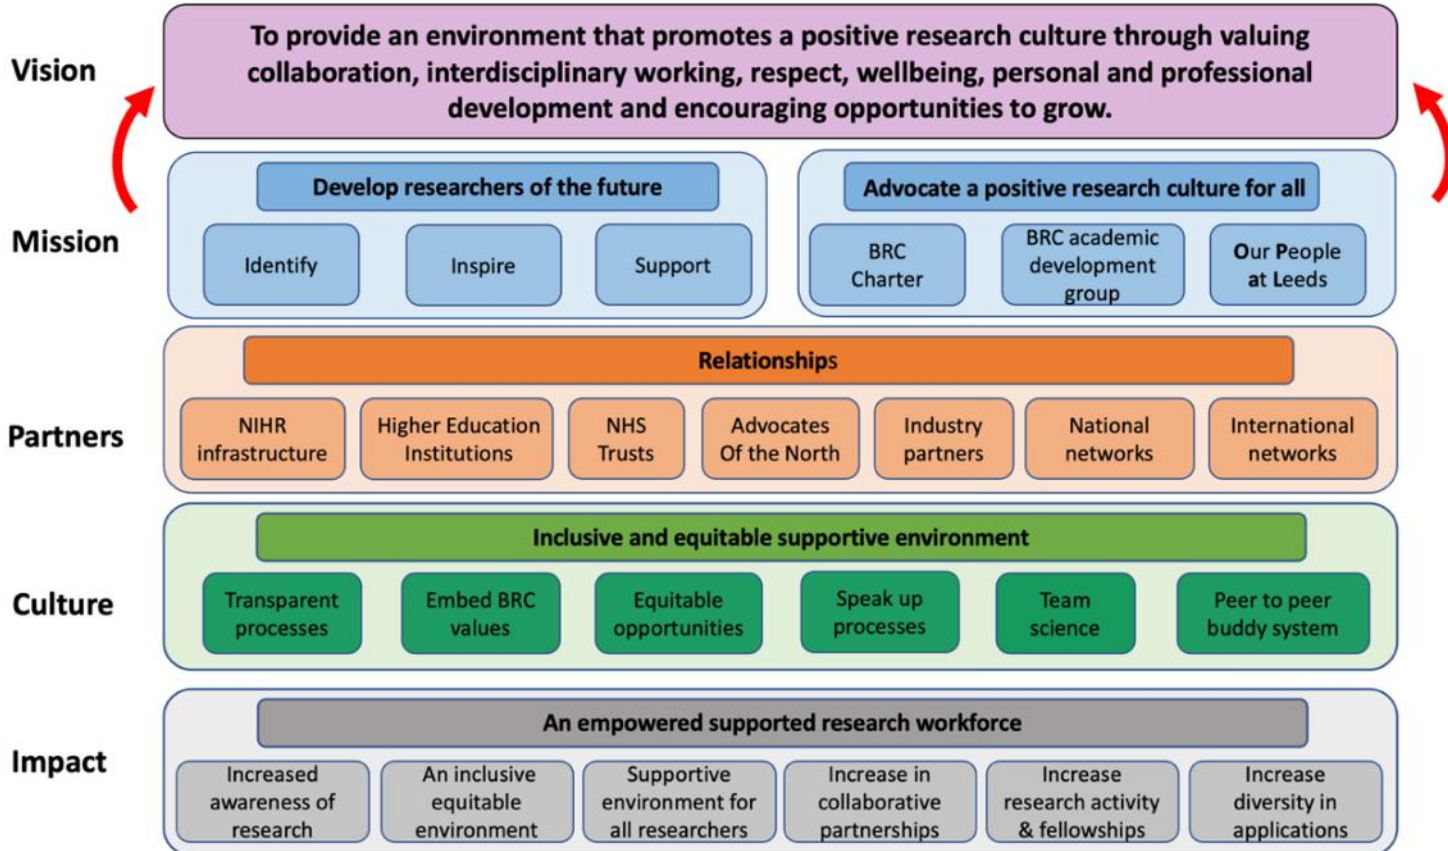 Vision
To provide an environment that promotes a positive research culture through valuing
collaboration, interdisciplinary working, respect, wellbeing, personal and professional
development and encouraging opportunities to grow.
Mission
Develop researchers of the future
Identify
Inspire
Support
Advocate a positive research culture for all
BRC
Charter
BRC academic
development
group
Our People
at Leeds
Partners
Relationships
NIHR
infrastructure
Higher Education
Institutions
NHS
Trusts
Advocates
Of the North
Industry
partners
National
networks
International
networks
Culture
Inclusive and equitable supportive environment
Transparent
processes
Embed BRC
values
Equitable
opportunities
Speak up
processes
Team
science
Peer to peer
buddy system
Impact
An empowered supported research workforce
Increased
awareness of
research
An inclusive
equitable
environment
Supportive
environment for
all researchers
Increase in
collaborative
partnerships
Increase
research activity
& fellowships
Increase
diversity in
applications